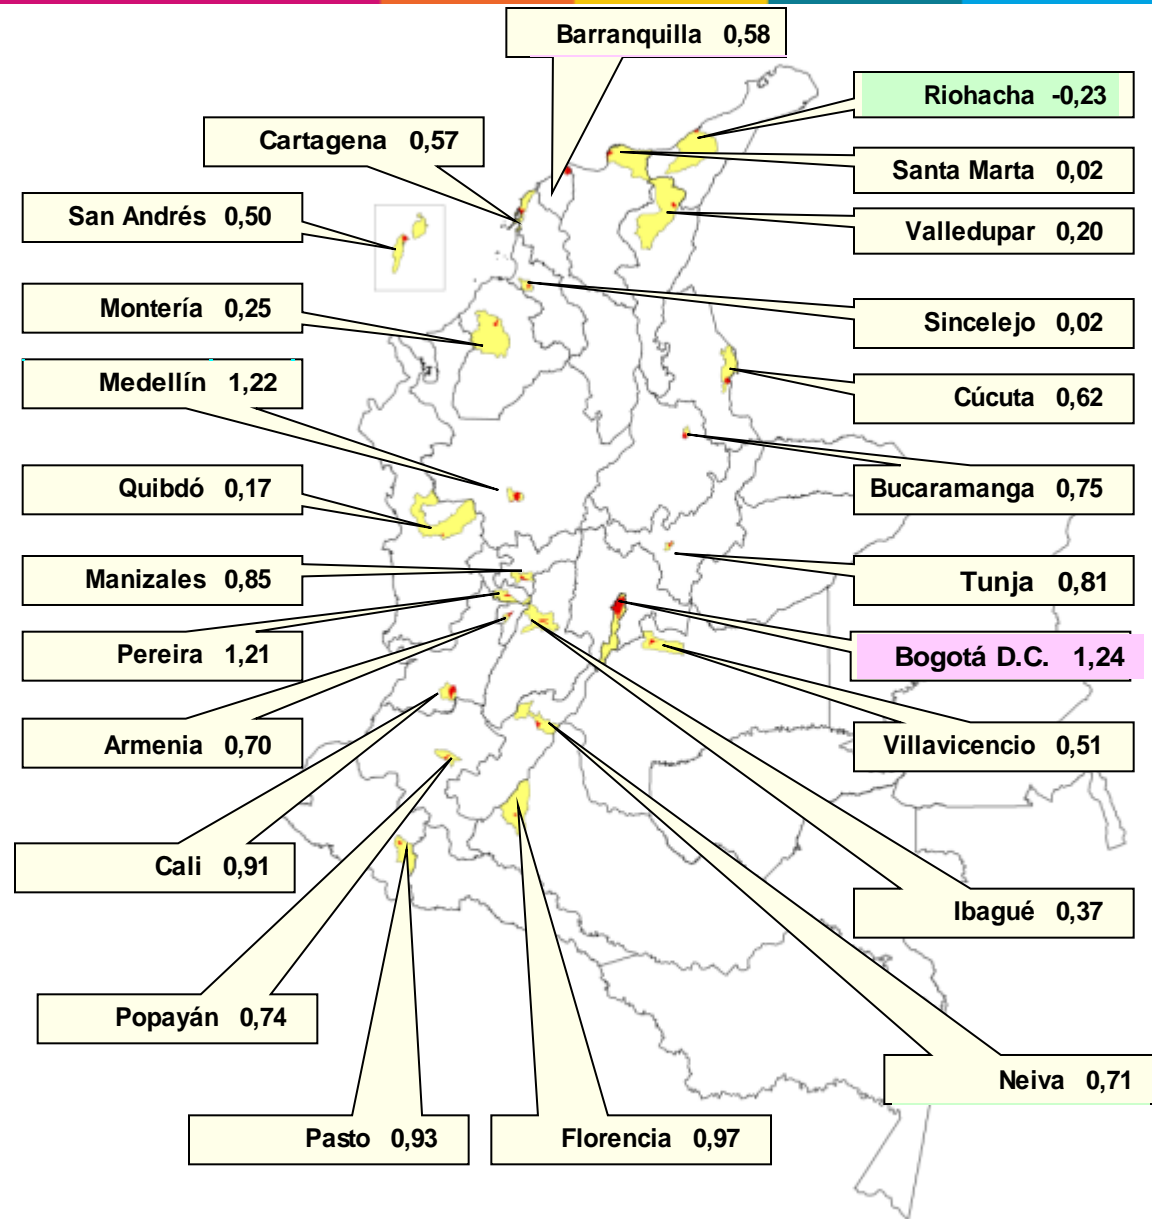 Barranquilla 0,58
Riohacha -0,23
Cartagena 0,57
Santa Marta 0,02
San Andrés 0,50
Valledupar 0,20
Montería 0,25
Sincelejo 0,02
Medellín 1,22
Cúcuta 0,62
Quibdó 0,17
Bucaramanga 0,75
Manizales 0,85
Tunja 0,81
Pereira 1,21
Bogotá D.C. 1,24
Armenia 0,70
Villavicencio 0,51
Cali 0,91
Ibagué 0,37
Popayán 0,74
Neiva 0,71
Pasto 0,93
Florencia 0,97